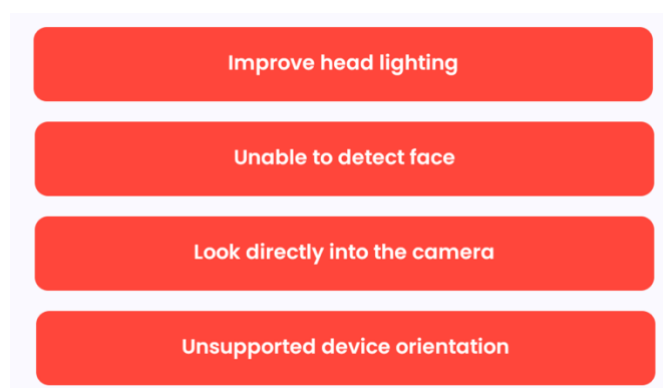 Improve head lighting
Unable to detect face
Look directly into the camera
Unsupported device orientation